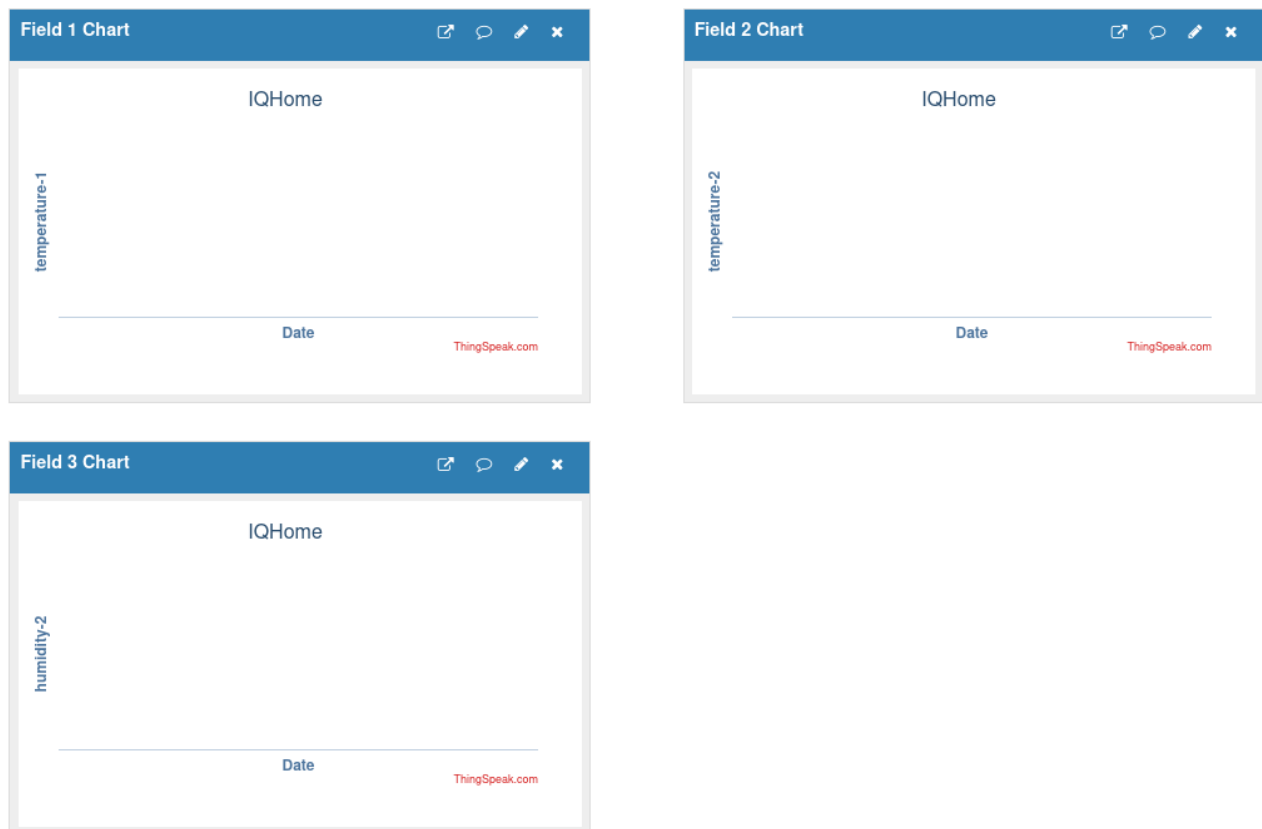 Field 1 Chart
IQHome
temperature-1
Date
ThingSpeak.com
Field 2 Chart
IQHome
temperature-2
Date
ThingSpeak.com
Field 3 Chart
IQHome
humidity-2
Date
ThingSpeak.com